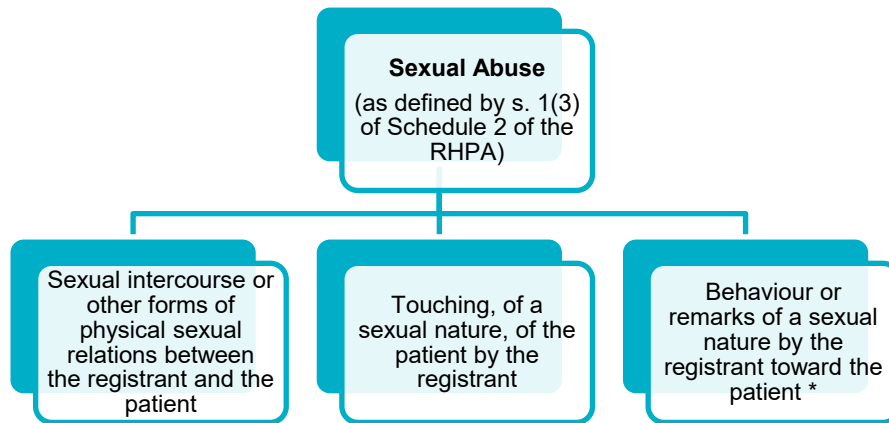 Sexual Abuse
(as defined by s. 1(3)
of Schedule 2 of the
RHPA)
Sexual intercourse or
other forms of
physical sexual
relations between
the registrant and the
patient
Touching, of a
sexual nature, of the
patient by the
registrant
Behaviour or
remarks of a sexual
nature by the
registrant toward the
patient *